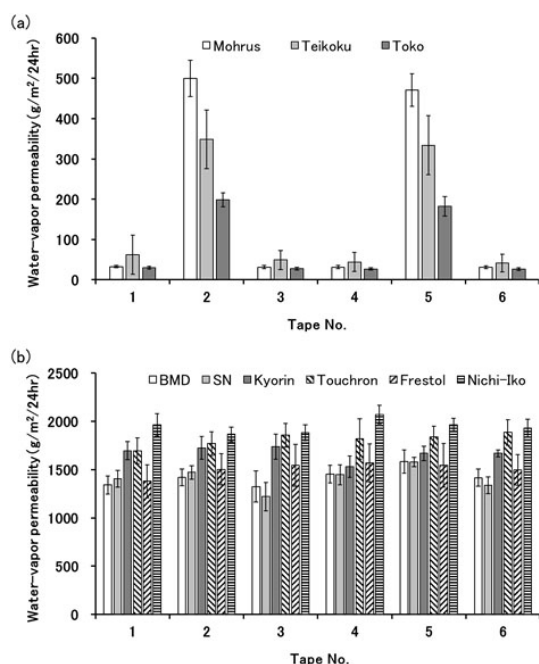 (a)
Mohrus Teikoku Toko
Water-vapor permeability (g/m²/24hr)
600
500
400
300
200
100
0
1 2 3 4 5 6
Tape No.
(b)
BMD SN Kyorin Touchron Frestol Nichi-Iko
Water-vapor permeability (g/m²/24hr)
2500
2000
1500
1000
500
0
1 2 3 4 5 6
Tape No.